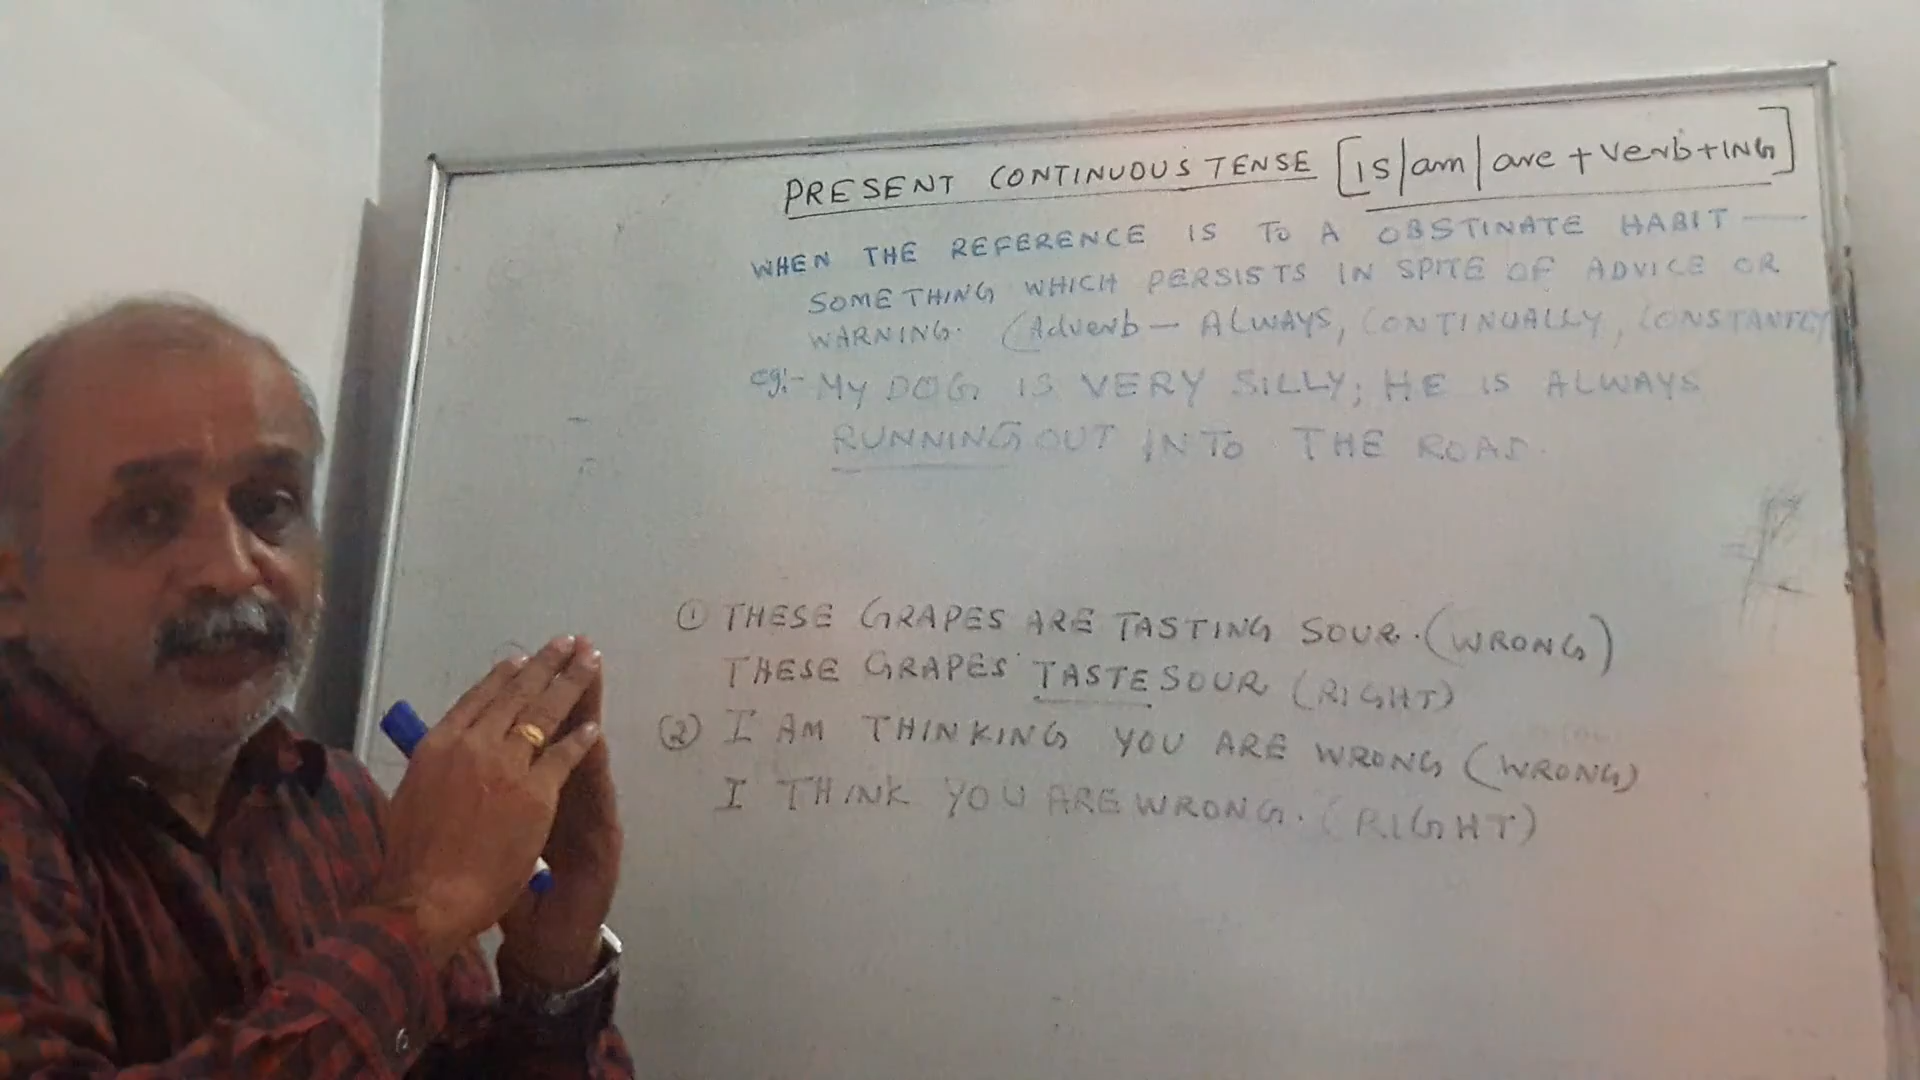 PRESENT CONTINUOUS TENSE [is/am/are + verb + ING]
WHEN THE REFERENCE IS TO A OBSTINATE HABIT —
SOMETHING WHICH PERSISTS IN SPITE OF ADVICE OR
WARNING. (Adverb — ALWAYS, CONTINUALLY, CONSTANTLY
eg:- MY DOG IS VERY SILLY; HE IS ALWAYS
RUNNING OUT INTO THE ROAD.
① THESE GRAPES ARE TASTING SOUR. (WRONG)
THESE GRAPES TASTE SOUR (RIGHT)
② I AM THINKING YOU ARE WRONG (WRONG)
I THINK YOU ARE WRONG. (RIGHT)